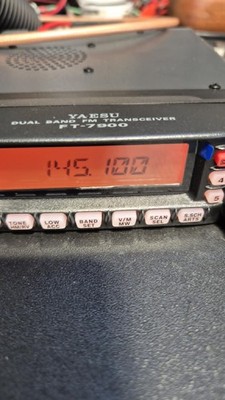 YAESU
DUAL BAND FM TRANSCEIVER
FT-7900
145.100
4
5
TONE
LOW
ACC
BAND
SET
V/M
MW
SCAN
SEL
S.SCH
ARTS